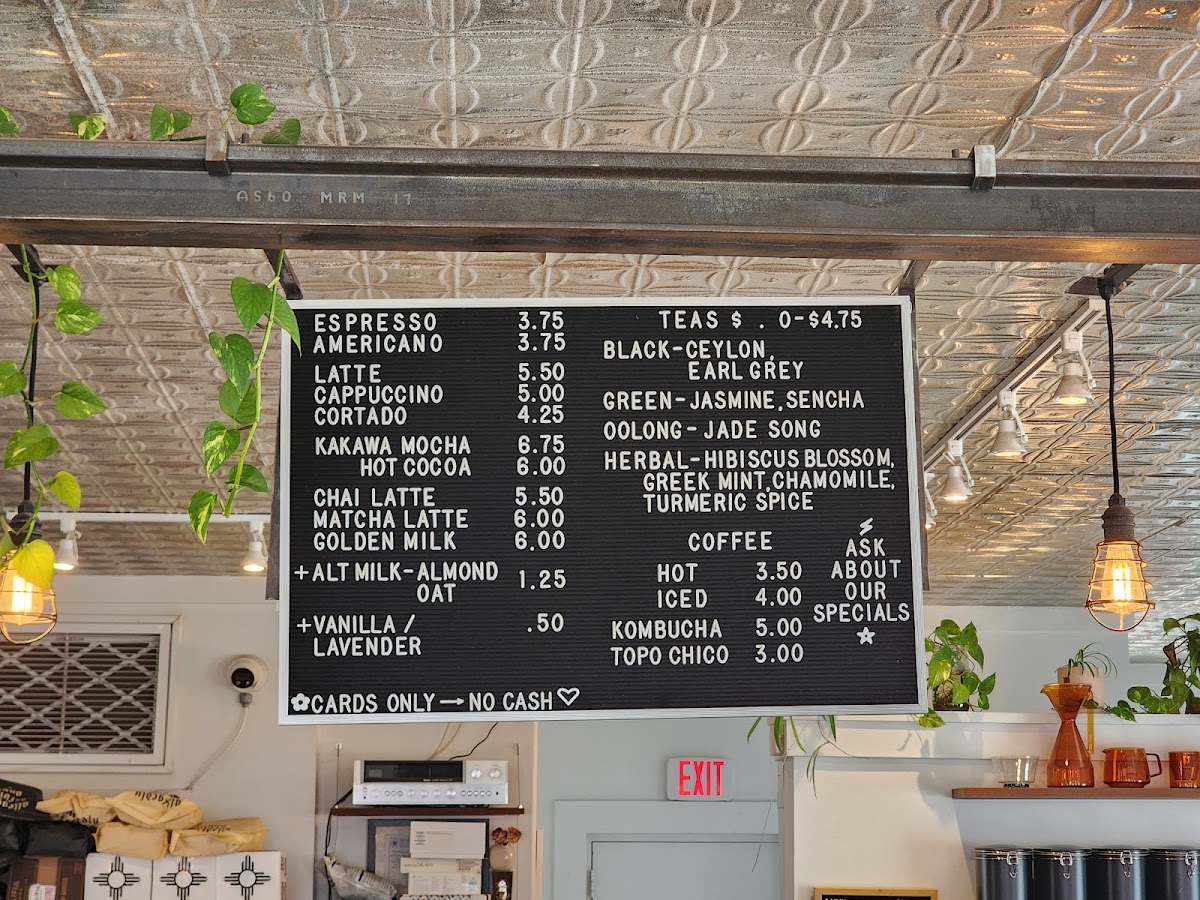 AS60 MRM 17
ESPRESSO 3.75
AMERICANO 3.75
LATTE 5.50
CAPPUCCINO 5.00
CORTADO 4.25
KAKAWA MOCHA 6.75
HOT COCOA 6.00
CHAI LATTE 5.50
MATCHA LATTE 6.00
GOLDEN MILK 6.00
+ALT MILK-ALMOND
OAT 1.25
+VANILLA / .50
LAVENDER
CARDS ONLY → NO CASH ♡
TEAS $ . 0-$4.75
BLACK-CEYLON,
EARL GREY
GREEN-JASMINE, SENCHA
OOLONG-JADE SONG
HERBAL-HIBISCUS BLOSSOM,
GREEK MINT, CHAMOMILE,
TURMERIC SPICE
COFFEE
HOT 3.50
ICED 4.00
KOMBUCHA 5.00
TOPO CHICO 3.00
ASK
ABOUT
OUR
SPECIALS
EXIT